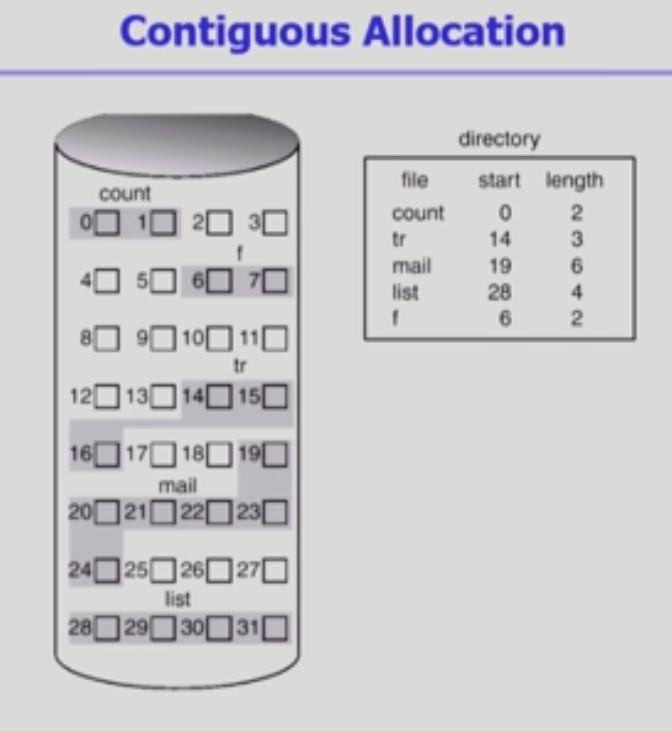 Contiguous Allocation
count
0 1 2 3
f
4 5 6 7
8 9 10 11
tr
12 13 14 15
16 17 18 19
mail
20 21 22 23
24 25 26 27
list
28 29 30 31
directory
file start length
count 0 2
tr 14 3
mail 19 6
list 28 4
f 6 2